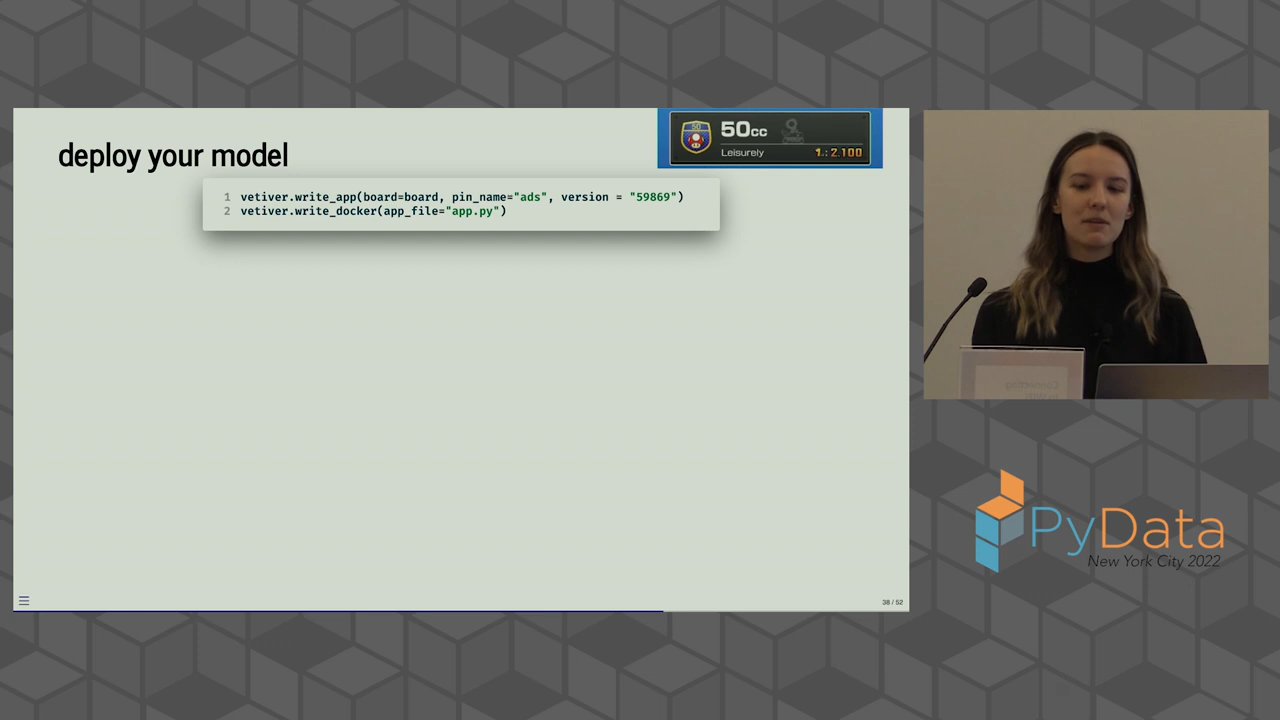 deploy your model
50
50cc
Leisurely
1.: 2,100
1 vetiver.write_app(board=board, pin_name="ads", version = "59869")
2 vetiver.write_docker(app_file="app.py")
38 / 52
PyData
New York City 2022